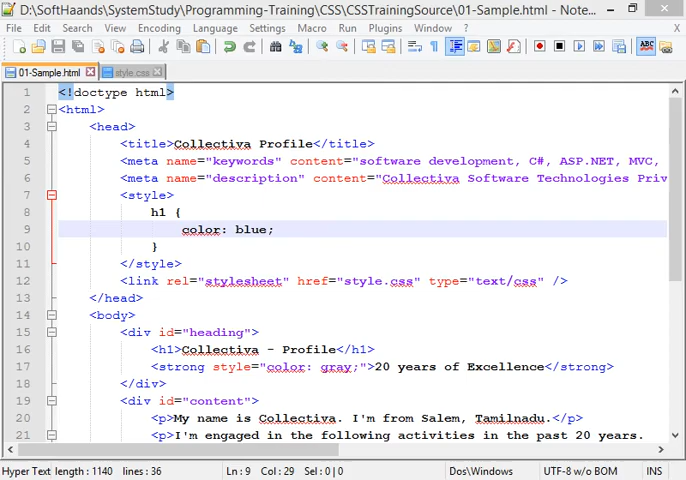 D:\SoftHaands\SystemStudy\Programming-Training\CSS\CSSTrainingSource\01-Sample.html - Note...
File Edit Search View Encoding Language Settings Macro Run Plugins Window ?
ABC
01-Sample.html style.css
1 <!doctype html>
2 <html>
3 <head>
4 <title>Collectiva Profile</title>
5 <meta name="keywords" content="software development, C#, ASP.NET, MVC,
6 <meta name="description" content="Collectiva Software Technologies Priv
7 <style>
8 h1 {
9 color: blue;
10 }
11 </style>
12 <link rel="stylesheet" href="style.css" type="text/css" />
13 </head>
14 <body>
15 <div id="heading">
16 <h1>Collectiva - Profile</h1>
17 <strong style="color: gray;">20 years of Excellence</strong>
18 </div>
19 <div id="content">
20 <p>My name is Collectiva. I'm from Salem, Tamilnadu.</p>
21 <p>I'm engaged in the following activities in the past 20 years.
Hyper Text length : 1140 lines : 36 Ln : 9 Col : 29 Sel : 0 | 0 Dos\Windows UTF-8 w/o BOM INS